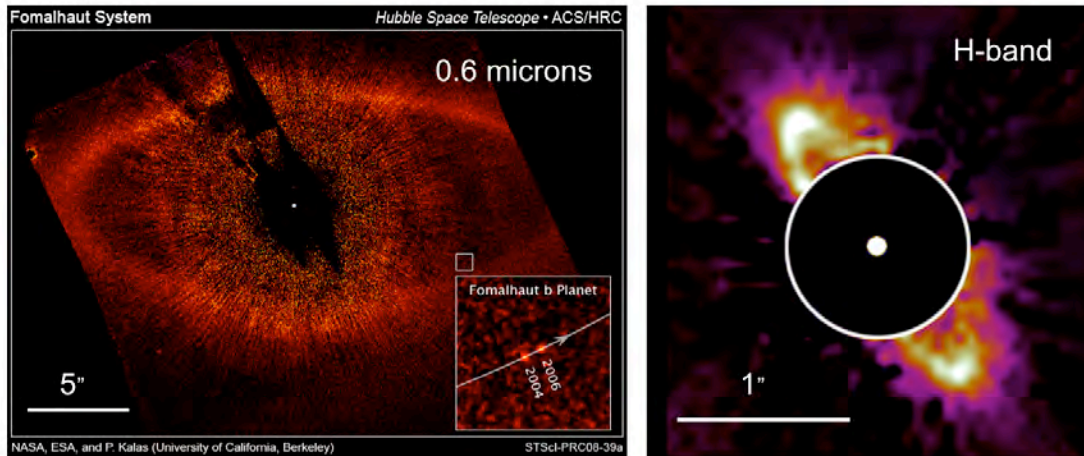 Fomalhaut System
Hubble Space Telescope • ACS/HRC
0.6 microns
Fomalhaut b Planet
2006
2004
5"
NASA, ESA, and P. Kalas (University of California, Berkeley)
STScI-PRC08-39a
H-band
1"